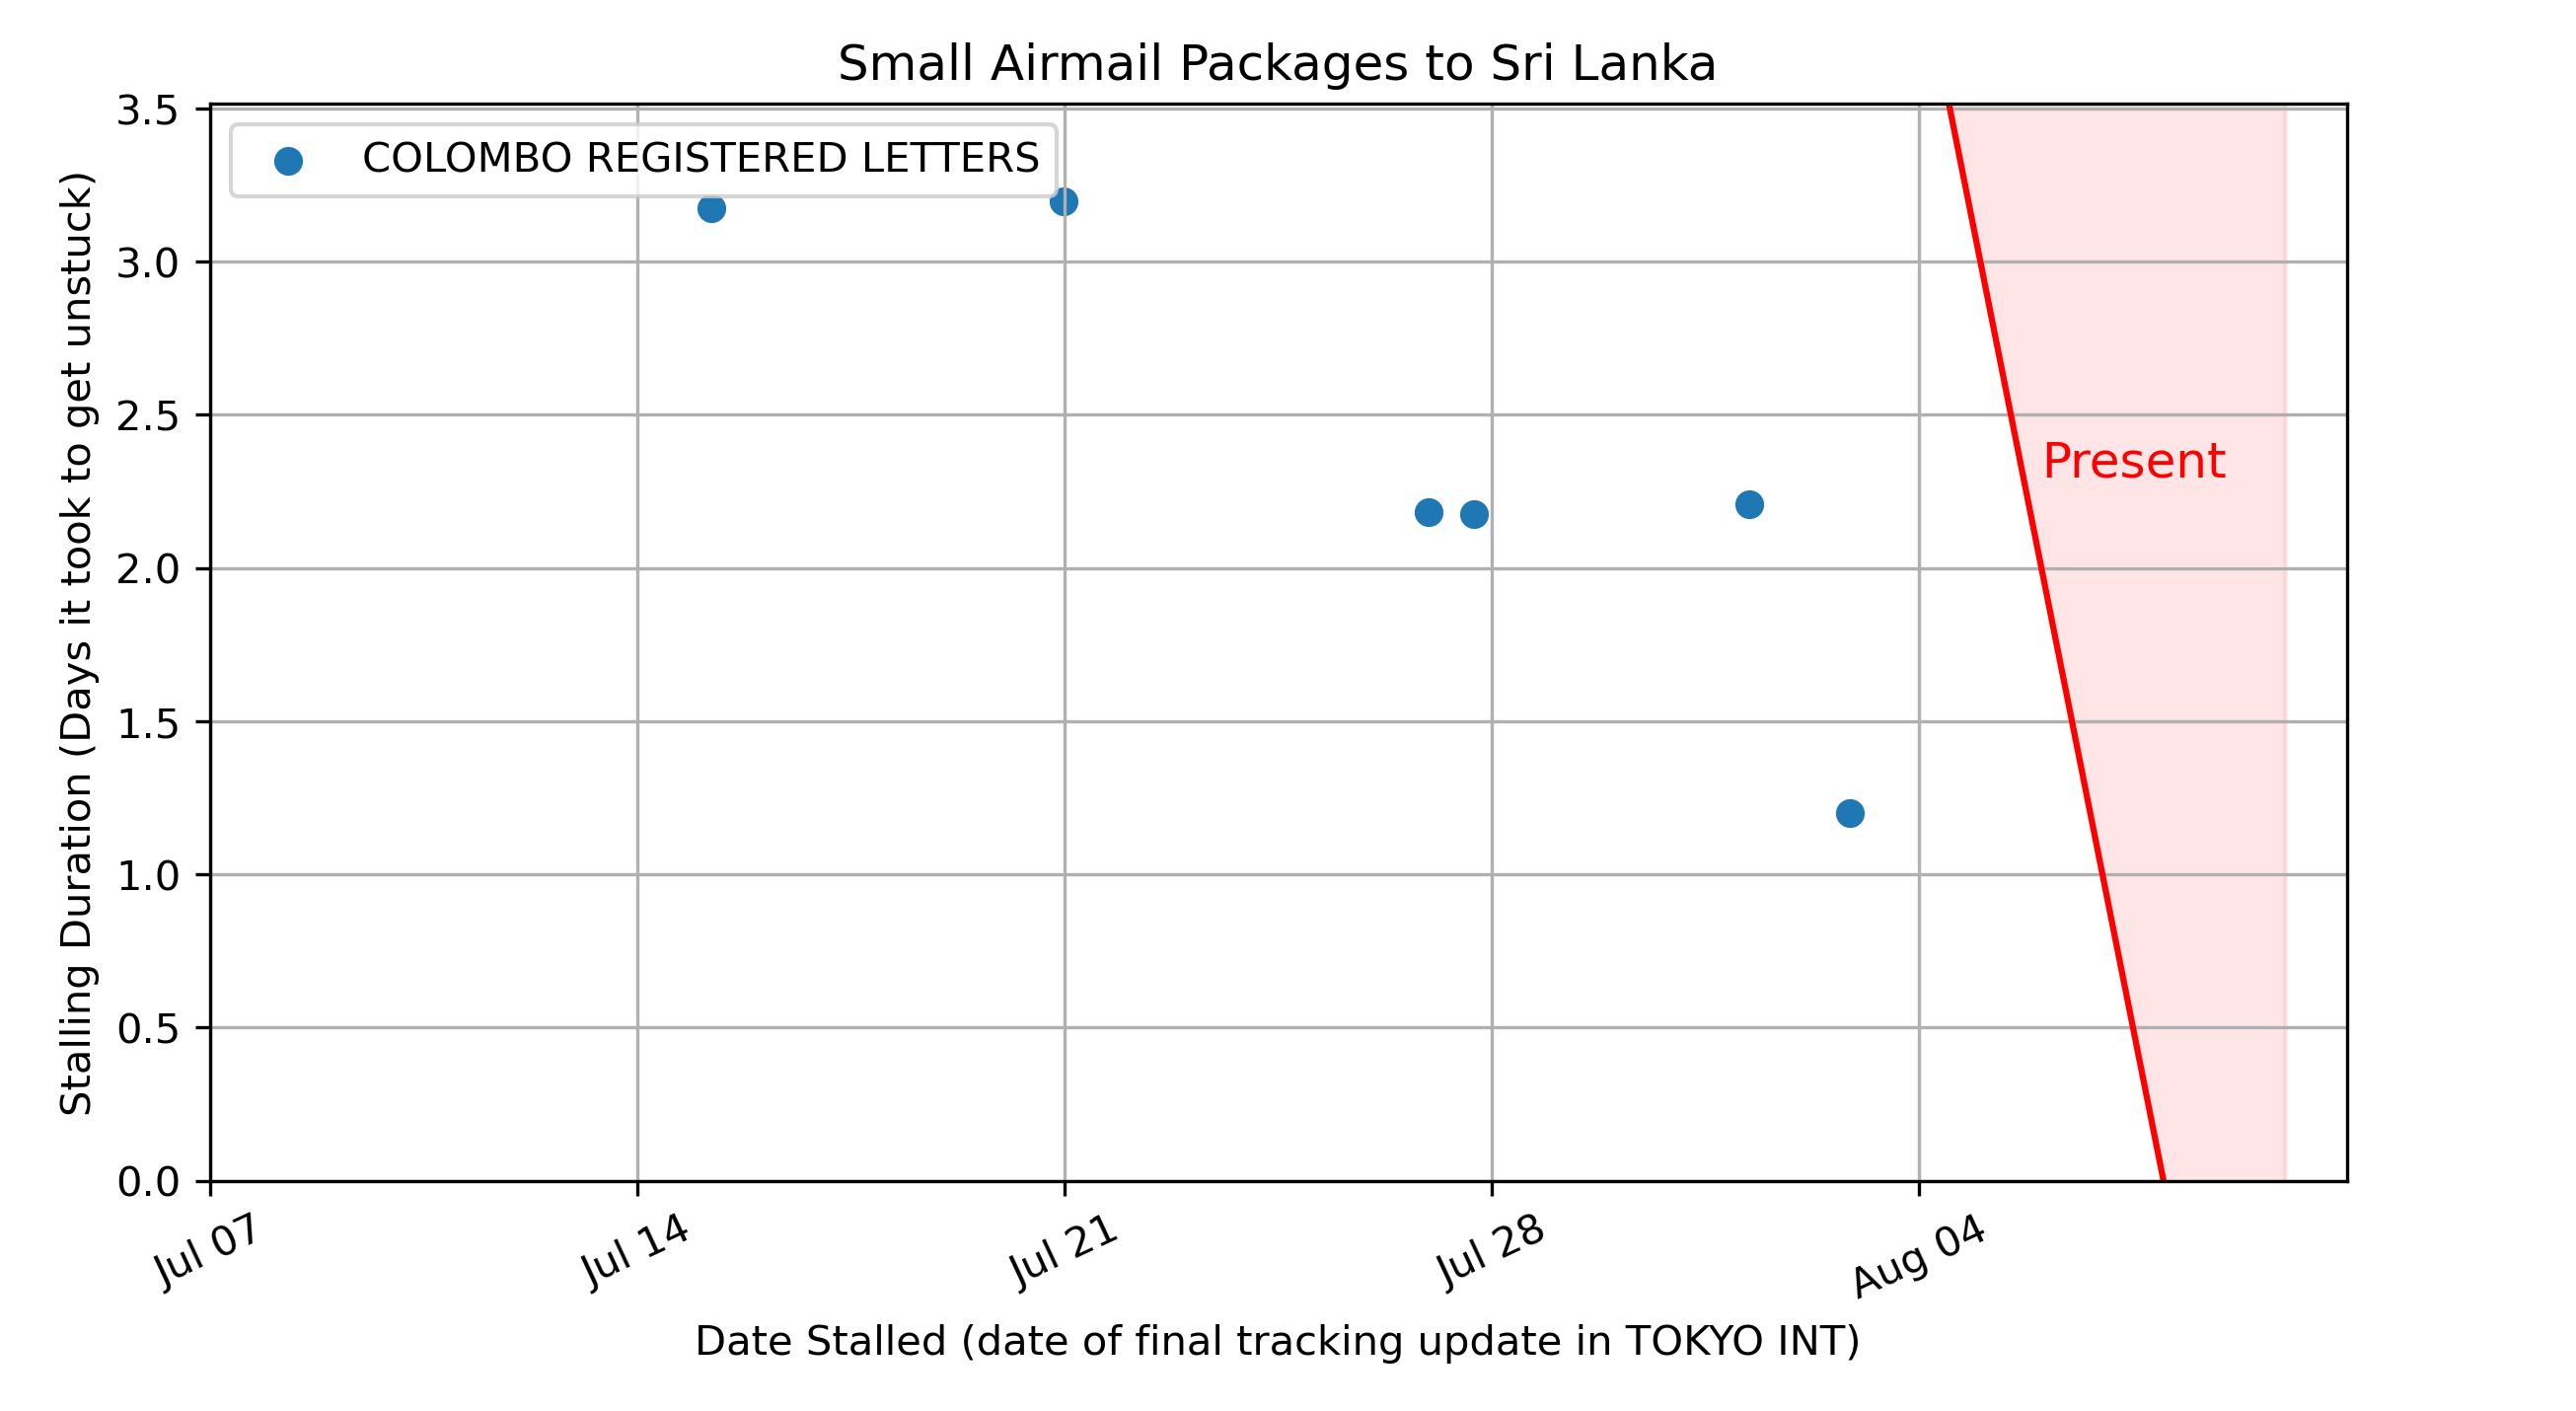 Small Airmail Packages to Sri Lanka
COLOMBO REGISTERED LETTERS
Stalling Duration (Days it took to get unstuck)
3.5
3.0
2.5
2.0
1.5
1.0
0.5
0.0
Present
Jul 07
Jul 14
Jul 21
Jul 28
Aug 04
Date Stalled (date of final tracking update in TOKYO INT)